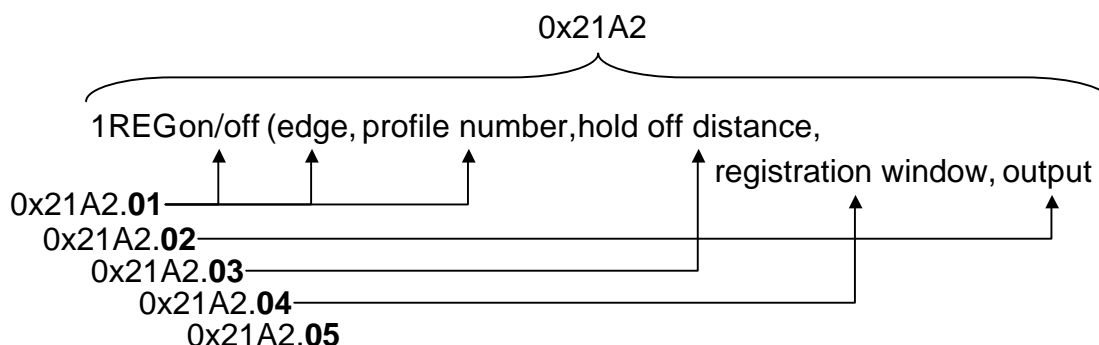 0x21A2
1REGon/off (edge, profile number,hold off distance,
registration window, output
0x21A2.01
0x21A2.02
0x21A2.03
0x21A2.04
0x21A2.05